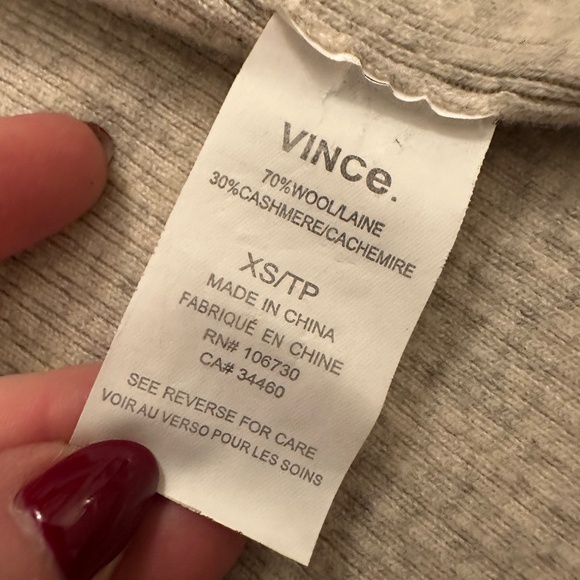 VINCe.
70%WOOL/LAINE
30%CASHMERE/CACHEMIRE
XS/TP
MADE IN CHINA
FABRIQUÉ EN CHINE
RN# 106730
CA# 34460
SEE REVERSE FOR CARE
VOIR AU VERSO POUR LES SOINS